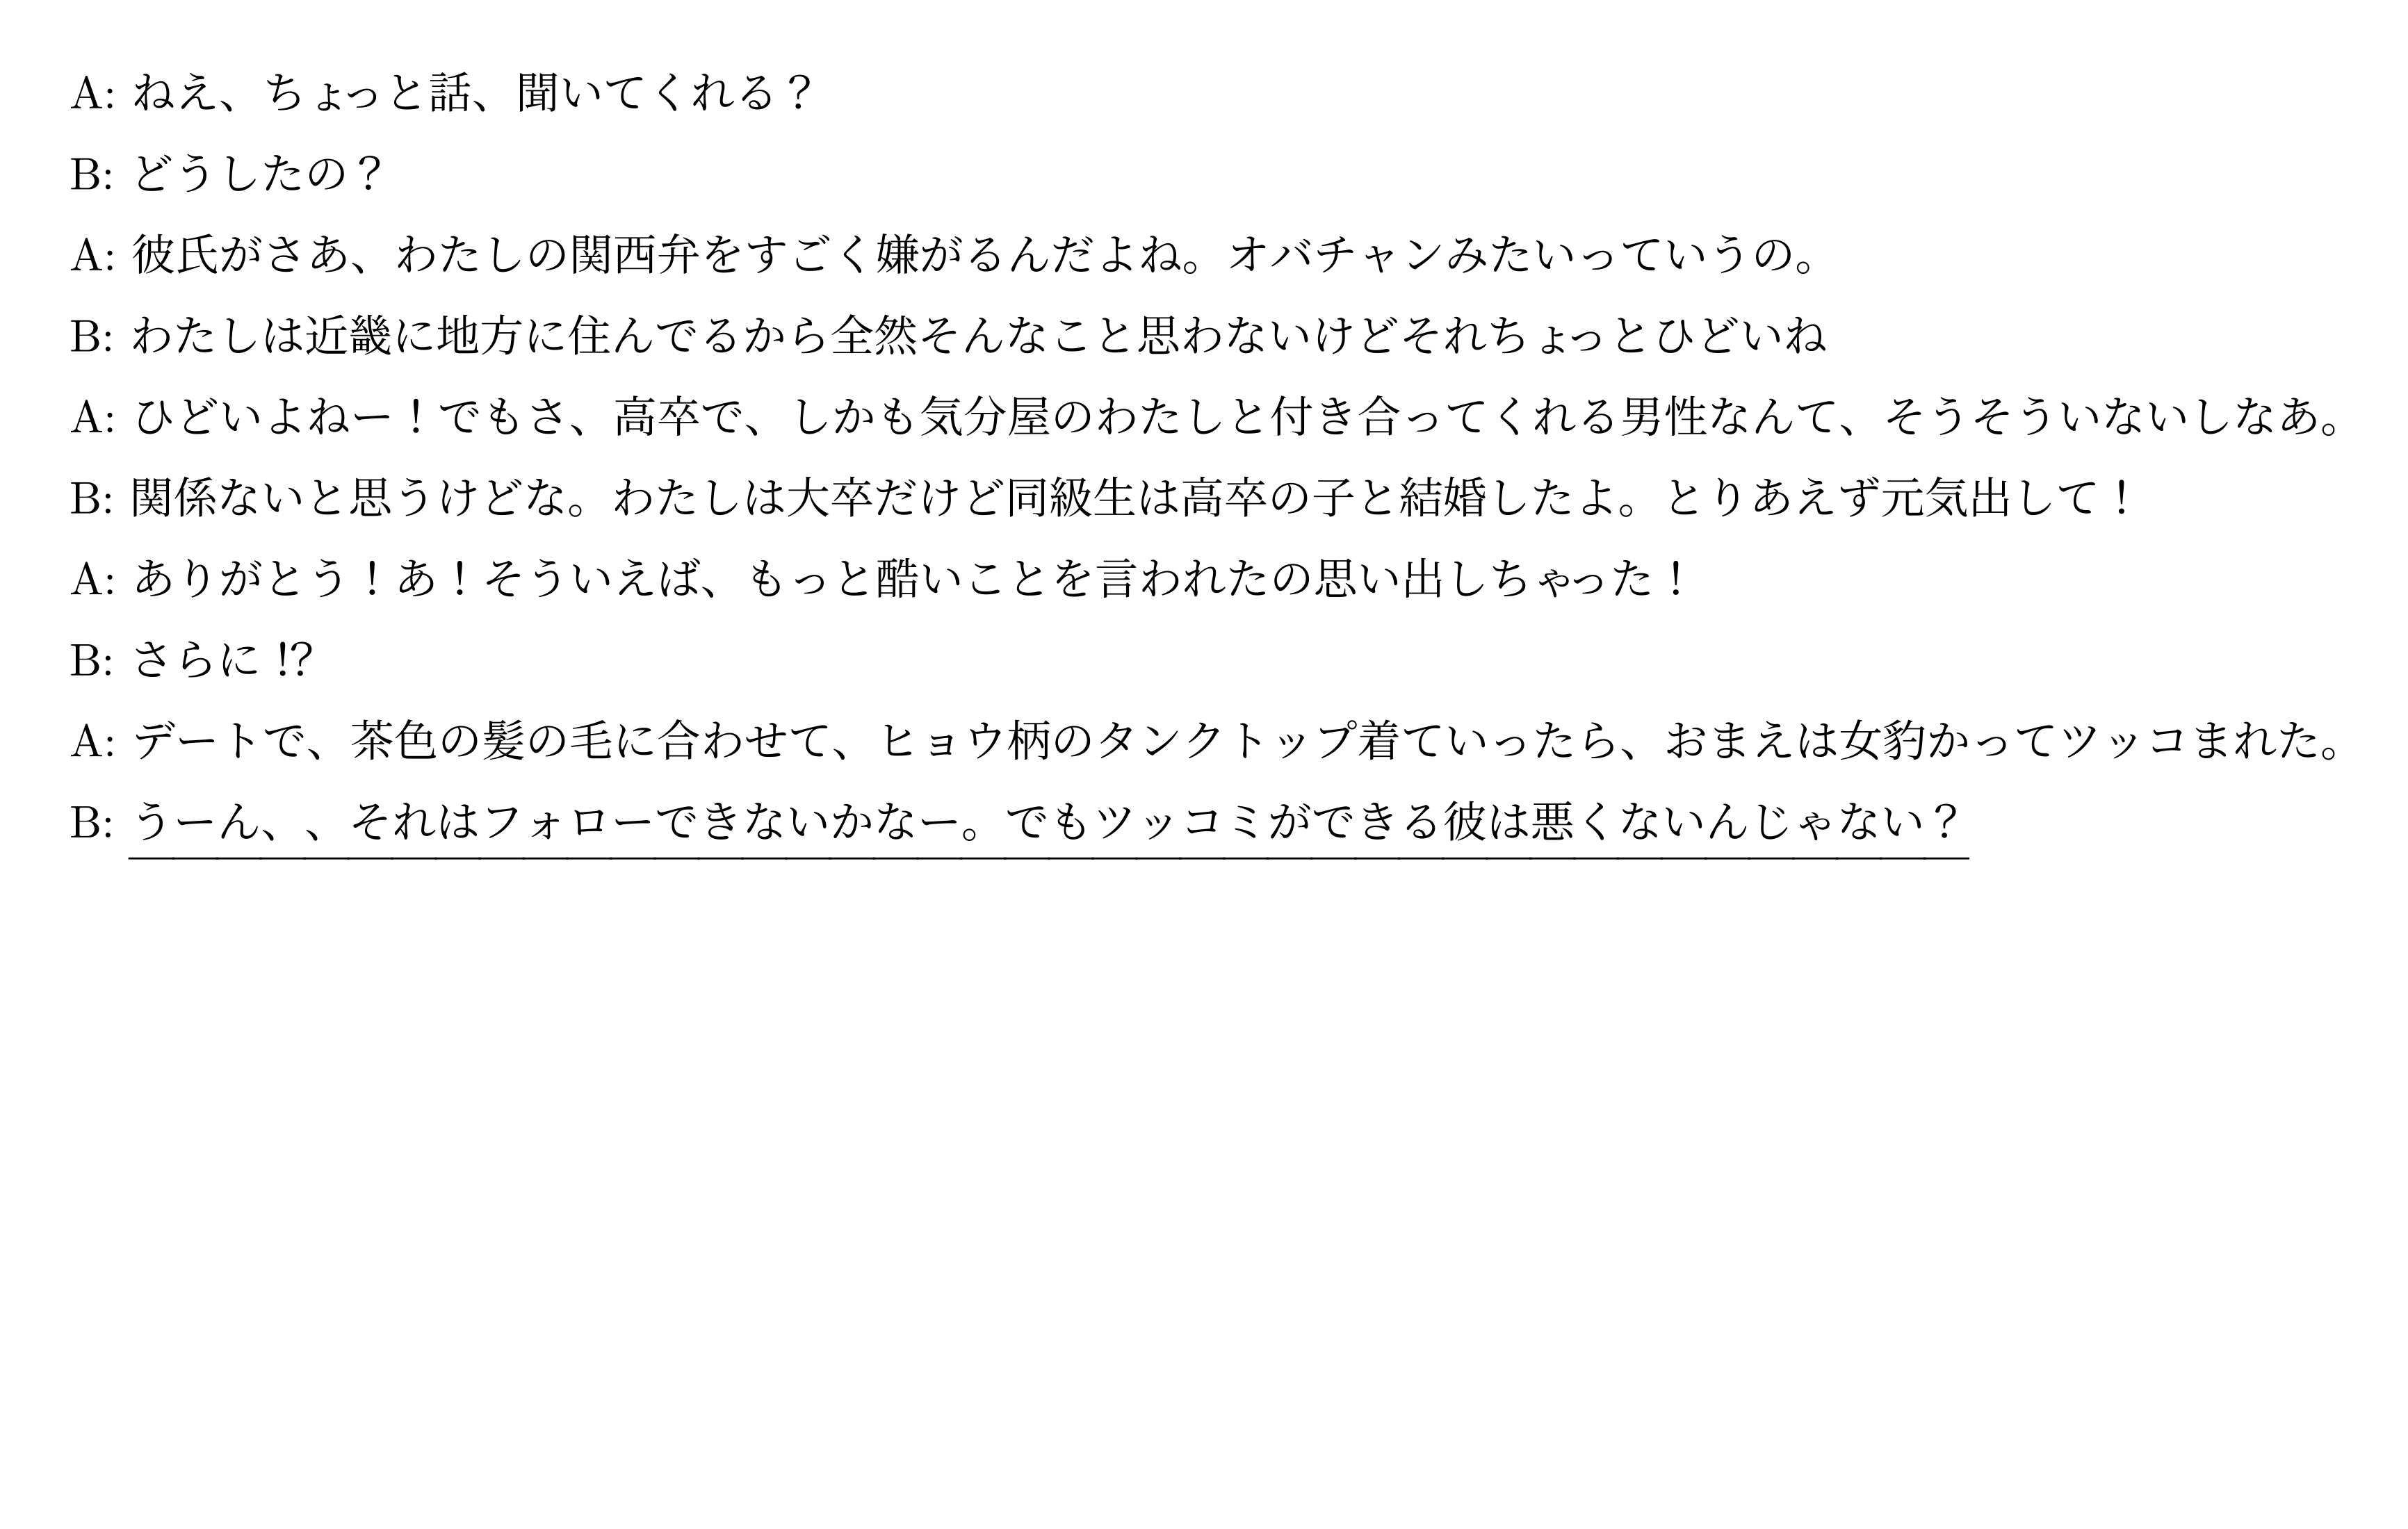 A: ねえ、ちょっと話、聞いてくれる？
B: どうしたの？
A: 彼氏がさあ、わたしの関西弁をすごく嫌がるんだよね。オバチャンみたいっていうの。
B: わたしは近畿に地方に住んでるから全然そんなこと思わないけどそれちょっとひどいね
A: ひどいよねー！でもさ、高卒で、しかも気分屋のわたしと付き合ってくれる男性なんて、そうそういないしなあ。
B: 関係ないと思うけどな。わたしは大卒だけど同級生は高卒の子と結婚したよ。とりあえず元気出して！
A: ありがとう！あ！そういえば、もっと酷いことを言われたの思い出しちゃった！
B: さらに⁉
A: デートで、茶色の髪の毛に合わせて、ヒョウ柄のタンクトップ着ていったら、おまえは女豹かってツッコまれた。
B: うーん、、それはフォローできないかなー。でもツッコミができる彼は悪くないんじゃない？